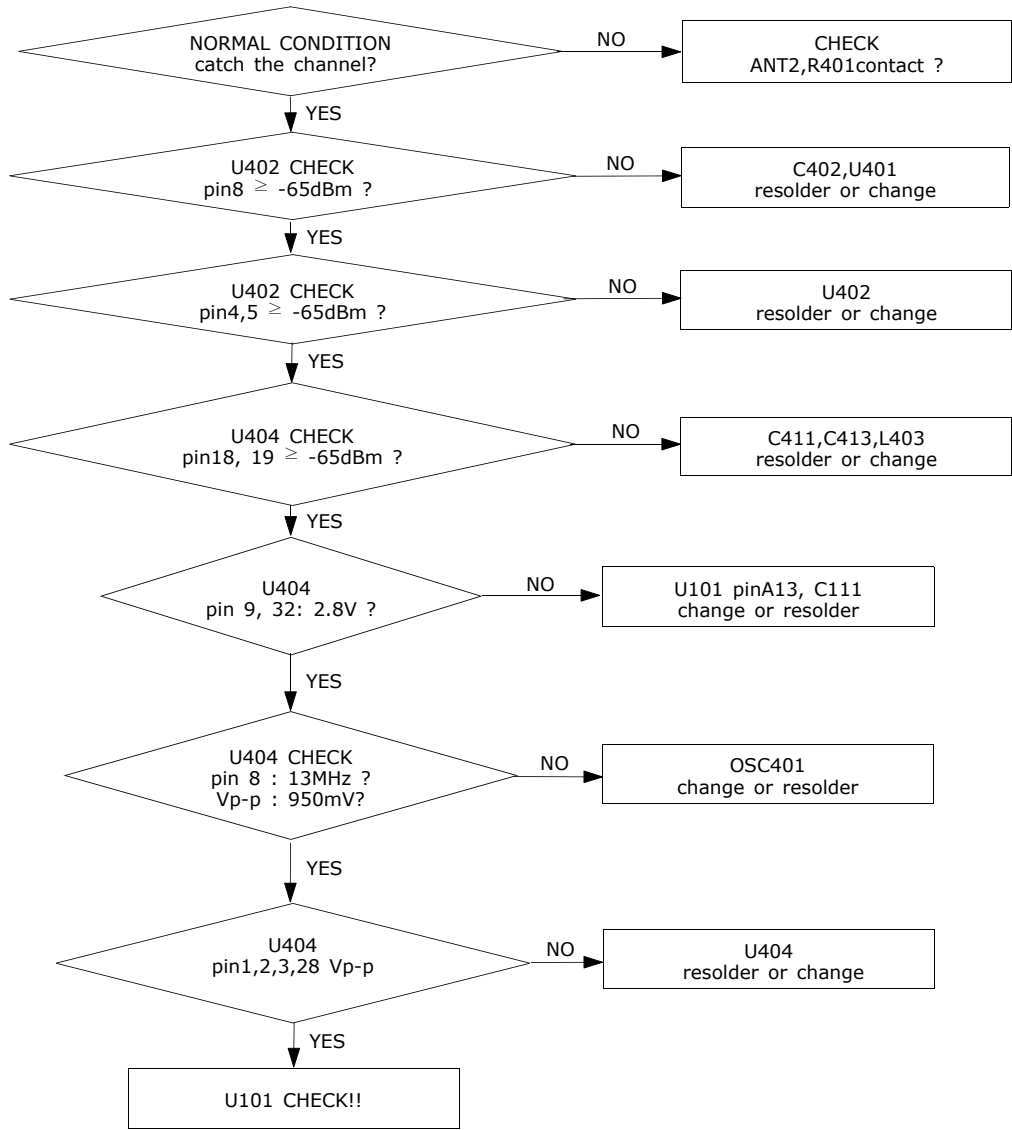 NORMAL CONDITION
catch the channel?
NO
CHECK
ANT2,R401contact ?
YES
U402 CHECK
pin8 ≥ -65dBm ?
NO
C402,U401
resolder or change
YES
U402 CHECK
pin4,5 ≥ -65dBm ?
NO
U402
resolder or change
YES
U404 CHECK
pin18, 19 ≥ -65dBm ?
NO
C411,C413,L403
resolder or change
YES
U404
pin 9, 32: 2.8V ?
NO
U101 pinA13, C111
change or resolder
YES
U404 CHECK
pin 8 : 13MHz ?
Vp-p : 950mV?
NO
OSC401
change or resolder
YES
U404
pin1,2,3,28 Vp-p
NO
U404
resolder or change
YES
U101 CHECK!!